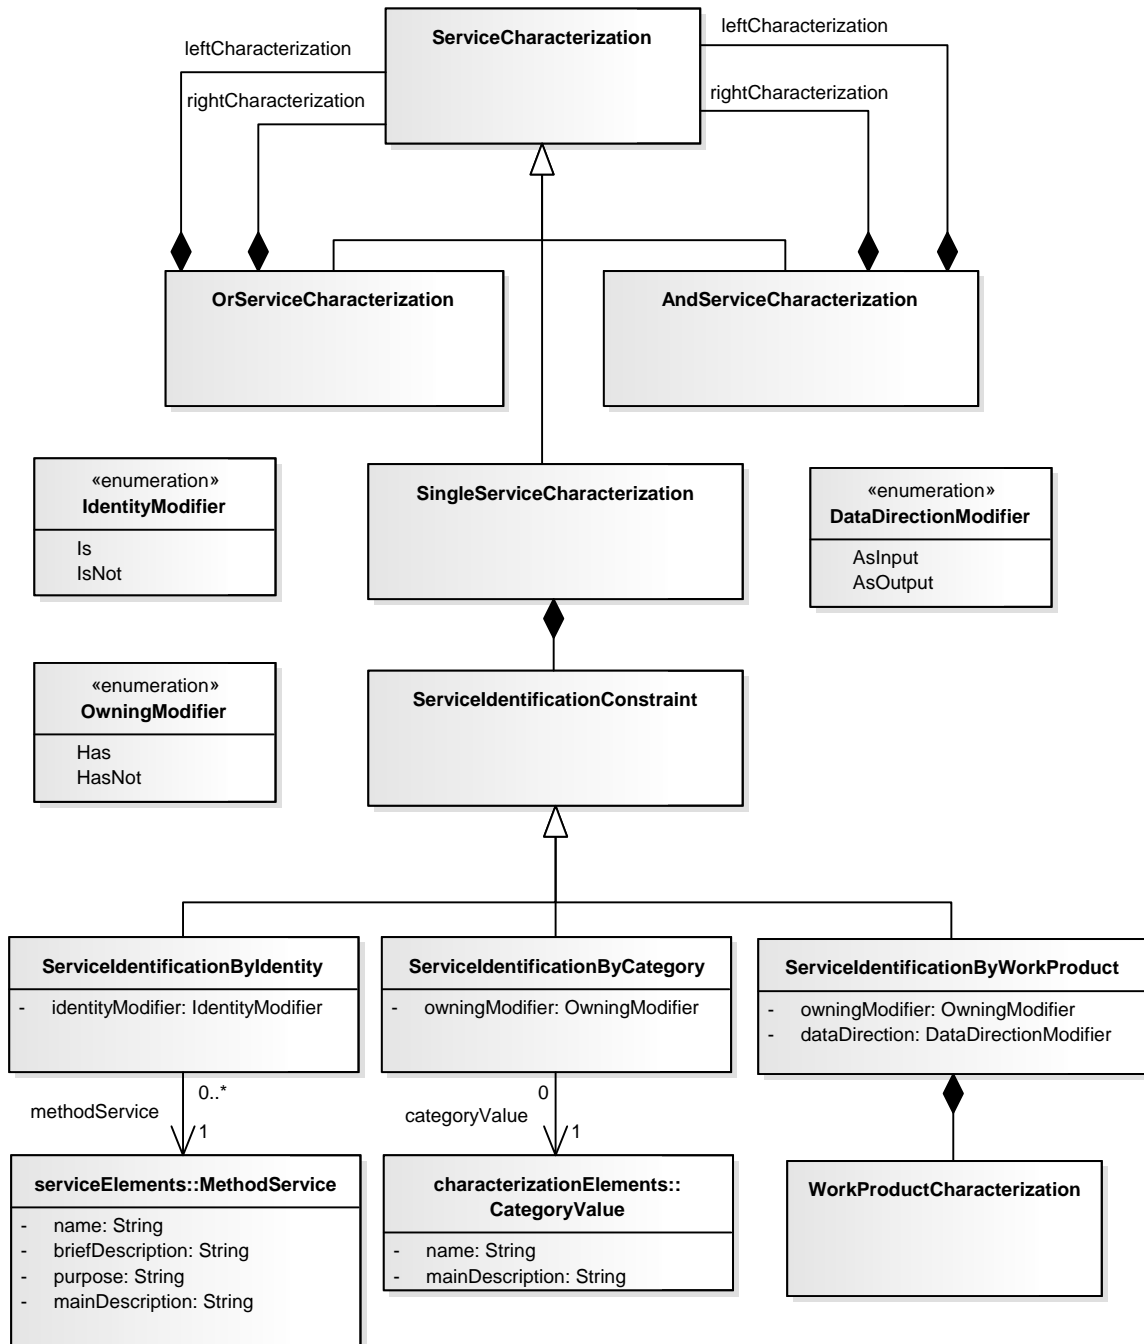 ServiceCharacterization
leftCharacterization
leftCharacterization
rightCharacterization
rightCharacterization
OrServiceCharacterization
AndServiceCharacterization
«enumeration»
IdentityModifier
Is
IsNot
SingleServiceCharacterization
«enumeration»
DataDirectionModifier
AsInput
AsOutput
«enumeration»
OwningModifier
Has
HasNot
ServiceIdentificationConstraint
ServiceIdentificationByIdentity
- identityModifier: IdentityModifier
ServiceIdentificationByCategory
- owningModifier: OwningModifier
ServiceIdentificationByWorkProduct
- owningModifier: OwningModifier
- dataDirection: DataDirectionModifier
0..*
methodService
1
0
categoryValue
1
serviceElements::MethodService
- name: String
- briefDescription: String
- purpose: String
- mainDescription: String
characterizationElements::
CategoryValue
- name: String
- mainDescription: String
WorkProductCharacterization